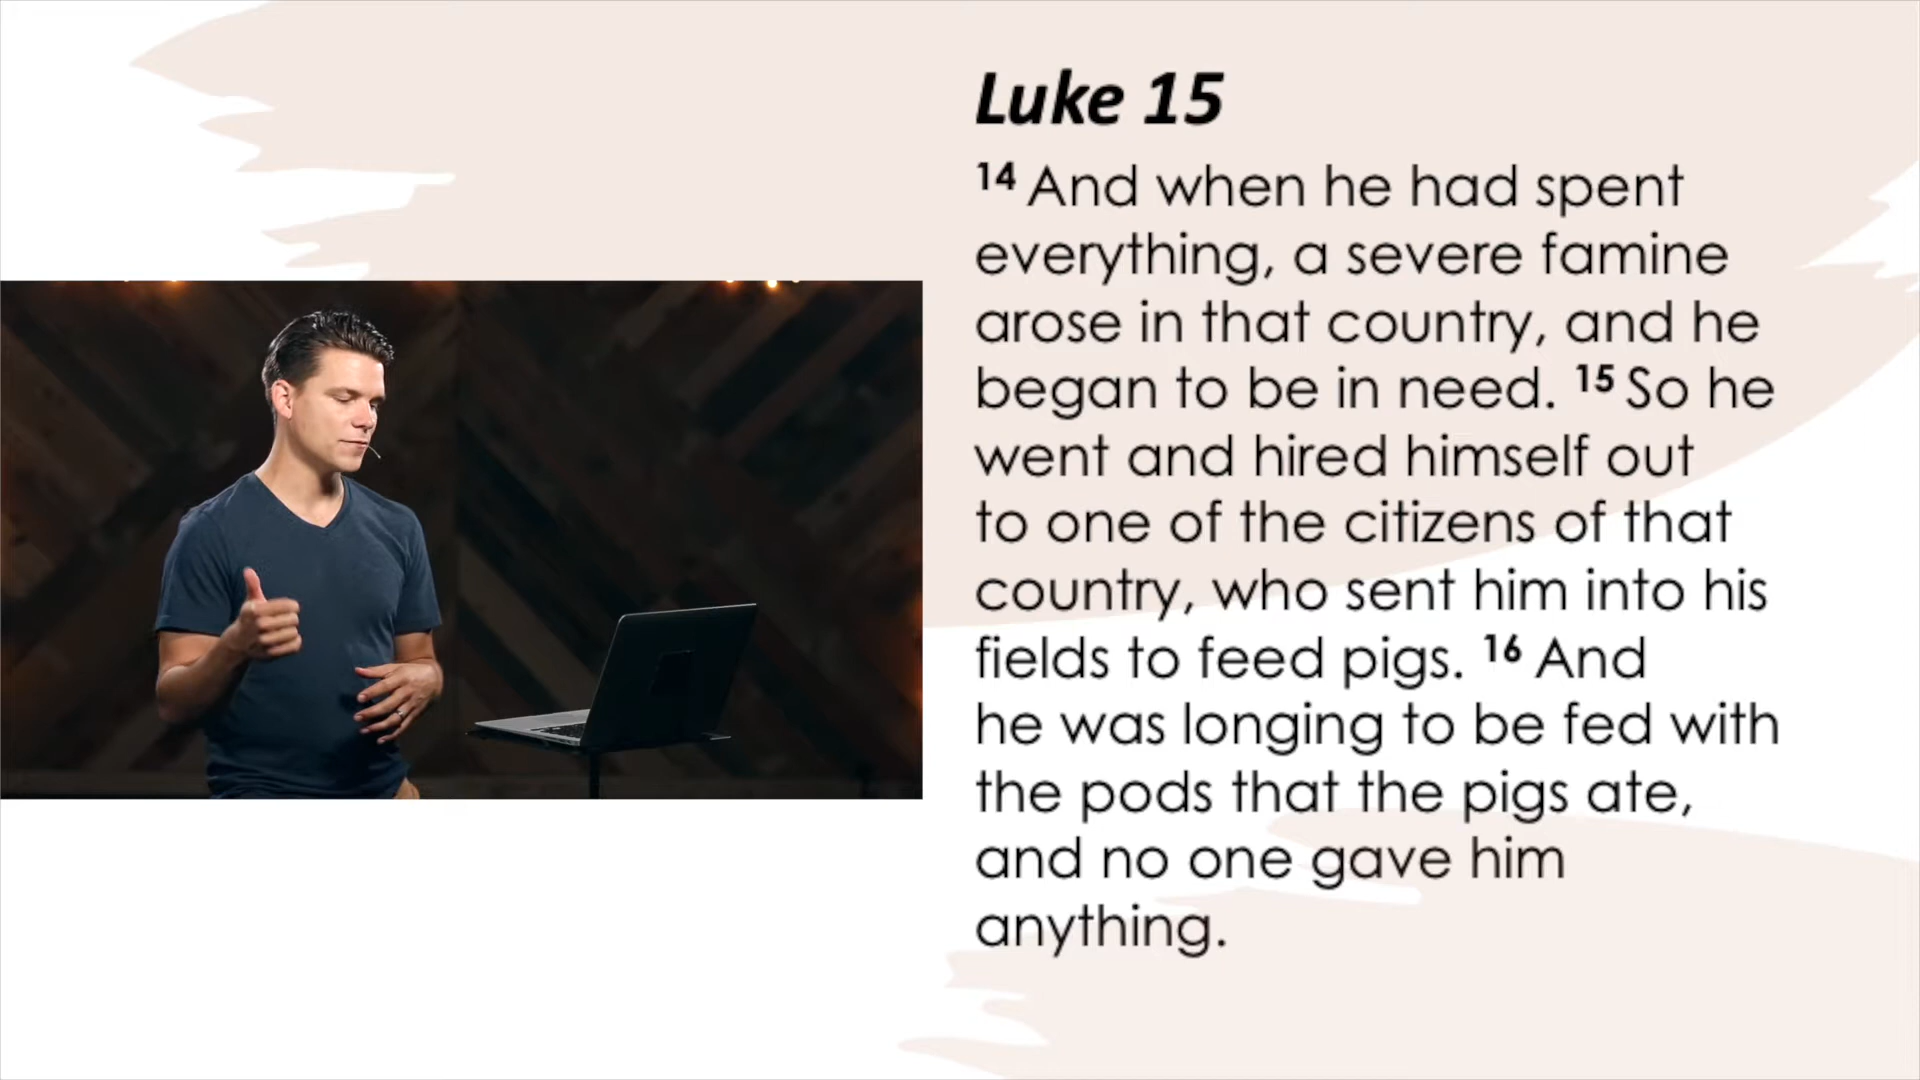 Luke 15
14 And when he had spent
everything, a severe famine
arose in that country, and he
began to be in need. 15 So he
went and hired himself out
to one of the citizens of that
country, who sent him into his
fields to feed pigs. 16 And
he was longing to be fed with
the pods that the pigs ate,
and no one gave him
anything.